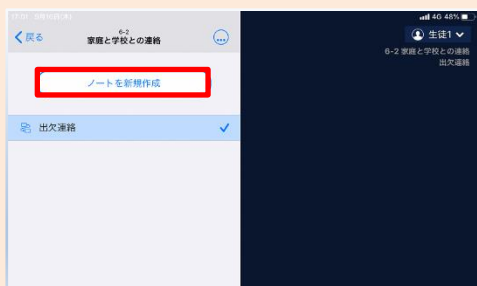 4G 48%
戻る
6-2
家庭と学校との連絡
生徒1
6-2 家庭と学校との連絡
出欠連絡
ノートを新規作成
出欠連絡